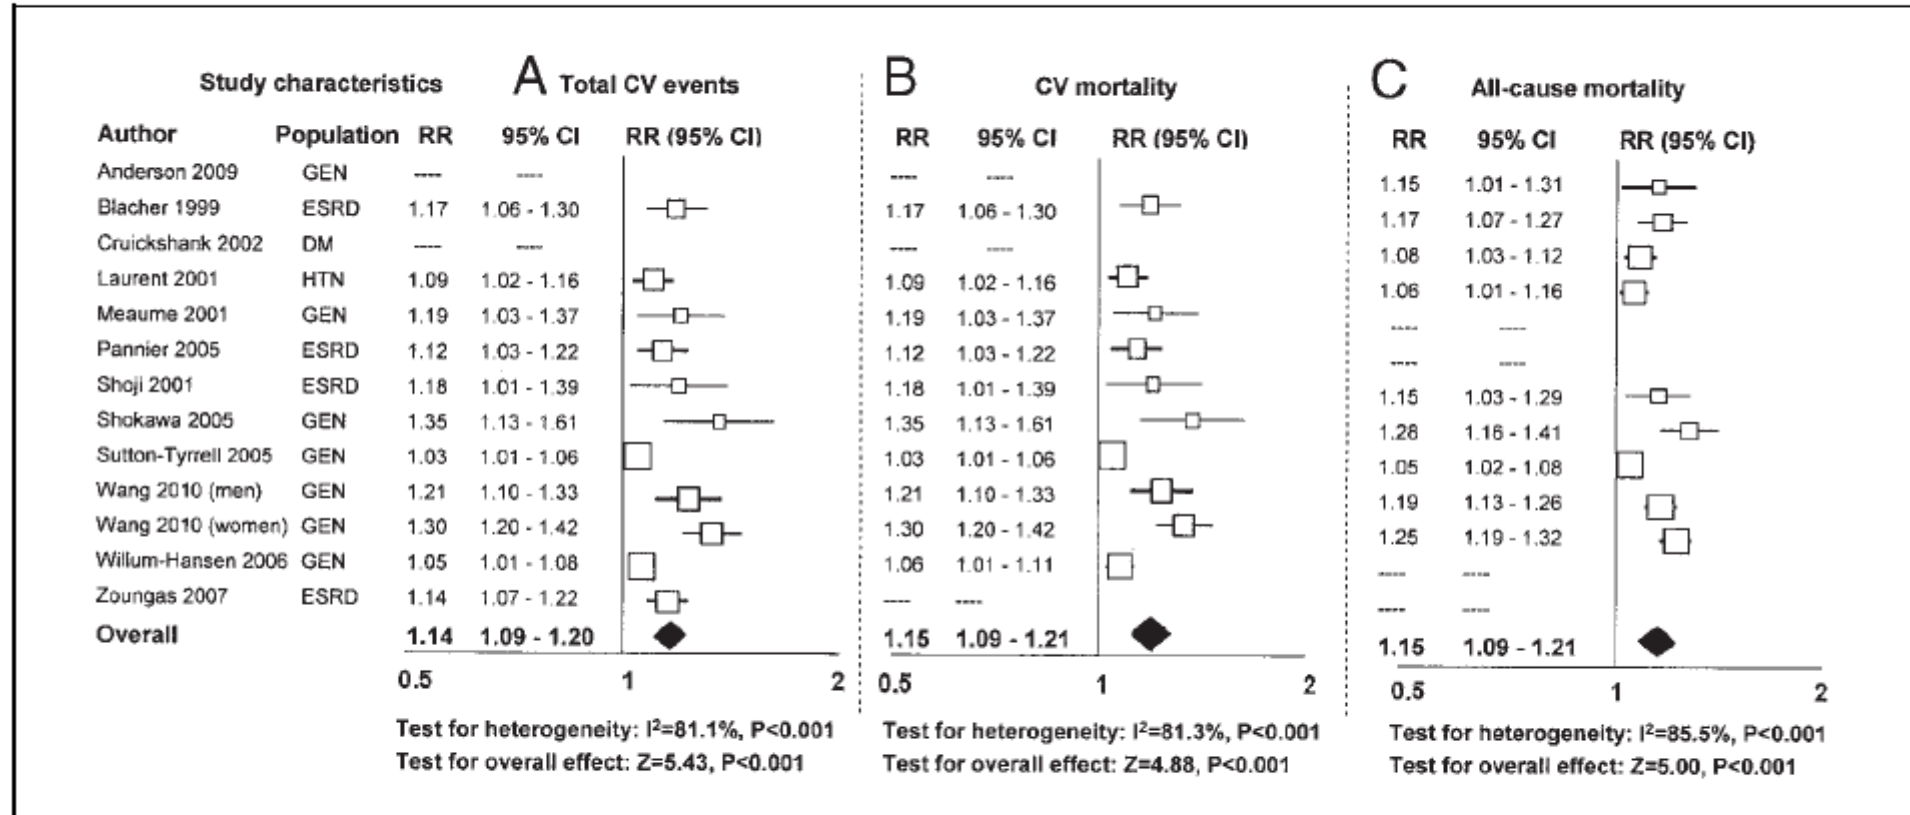 Study characteristics A Total CV events B CV mortality C All-cause mortality
Author Population RR 95% CI RR (95% CI) RR 95% CI RR (95% CI) RR 95% CI RR (95% CI)
Anderson 2009 GEN ---- ---- ---- ---- 1.15 1.01 - 1.31
Blacher 1999 ESRD 1.17 1.06 - 1.30 1.17 1.06 - 1.30 1.17 1.07 - 1.27
Cruickshank 2002 DM ---- ---- ---- ---- 1.08 1.03 - 1.12
Laurent 2001 HTN 1.09 1.02 - 1.16 1.09 1.02 - 1.16 1.06 1.01 - 1.16
Meaume 2001 GEN 1.19 1.03 - 1.37 1.19 1.03 - 1.37 ---- ----
Pannier 2005 ESRD 1.12 1.03 - 1.22 1.12 1.03 - 1.22 ---- ----
Shoji 2001 ESRD 1.18 1.01 - 1.39 1.18 1.01 - 1.39 1.15 1.03 - 1.29
Shokawa 2005 GEN 1.35 1.13 - 1.61 1.35 1.13 - 1.61 1.28 1.16 - 1.41
Sutton-Tyrrell 2005 GEN 1.03 1.01 - 1.06 1.03 1.01 - 1.06 1.05 1.02 - 1.08
Wang 2010 (men) GEN 1.21 1.10 - 1.33 1.21 1.10 - 1.33 1.19 1.13 - 1.26
Wang 2010 (women) GEN 1.30 1.20 - 1.42 1.30 1.20 - 1.42 1.25 1.19 - 1.32
Willum-Hansen 2006 GEN 1.05 1.01 - 1.08 1.06 1.01 - 1.11 ---- ----
Zoungas 2007 ESRD 1.14 1.07 - 1.22 ---- ---- ---- ----
Overall 1.14 1.09 - 1.20 1.15 1.09 - 1.21 1.15 1.09 - 1.21
0.5 1 2 0.5 1 2 0.5 1 2
Test for heterogeneity: I²=81.1%, P<0.001 Test for heterogeneity: I²=81.3%, P<0.001 Test for heterogeneity: I²=85.5%, P<0.001
Test for overall effect: Z=5.43, P<0.001 Test for overall effect: Z=4.88, P<0.001 Test for overall effect: Z=5.00, P<0.001